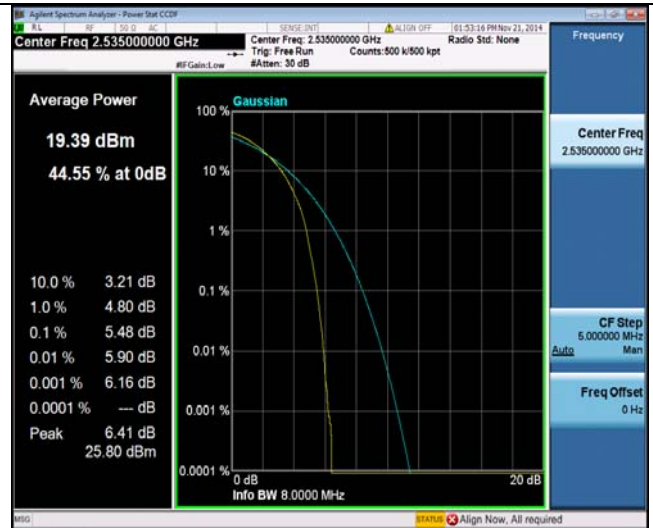 Agilent Spectrum Analyzer - Power Stat CCDF
RL RF 50 Ω AC SENSE:INT ALIGN OFF 01:53:16 PM Nov 21, 2014
Center Freq 2.535000000 GHz
Center Freq: 2.535000000 GHz
Radio Std: None
Trig: Free Run
Counts:500 k/500 kpt
#IFGain:Low
#Atten: 30 dB
Frequency
Average Power
19.39 dBm
44.55 % at 0dB
10.0 % 3.21 dB
1.0 % 4.80 dB
0.1 % 5.48 dB
0.01 % 5.90 dB
0.001 % 6.16 dB
0.0001 % --- dB
Peak 6.41 dB
25.80 dBm
Gaussian
100 %
10 %
1 %
0.1 %
0.01 %
0.001 %
0.0001 %
0 dB
20 dB
Info BW 8.0000 MHz
Center Freq
2.535000000 GHz
CF Step
5.000000 MHz
Auto Man
Freq Offset
0 Hz
MSG
STATUS Align Now, All required